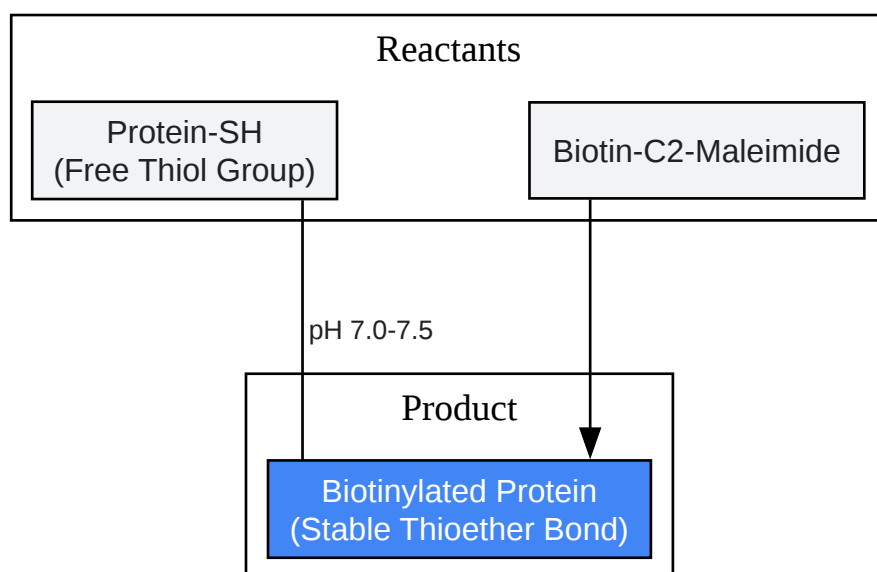 Reactants
Protein-SH
(Free Thiol Group)
Biotin-C2-Maleimide
pH 7.0-7.5
Product
Biotinylated Protein
(Stable Thioether Bond)